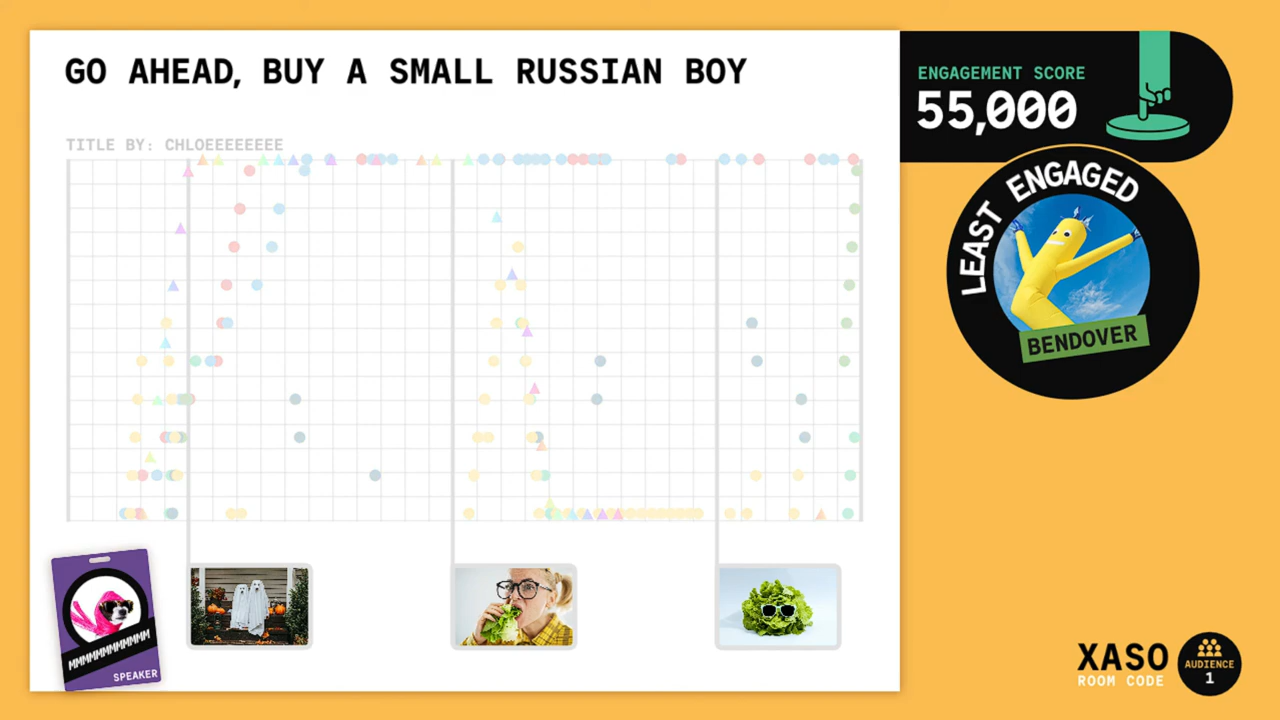 GO AHEAD, BUY A SMALL RUSSIAN BOY
TITLE BY: CHLOEEEEEEEEE
ENGAGEMENT SCORE
55,000
LEAST ENGAGED
BENDOVER
MMMMMMMMMMMM
SPEAKER
XASO
ROOM CODE
AUDIENCE
1